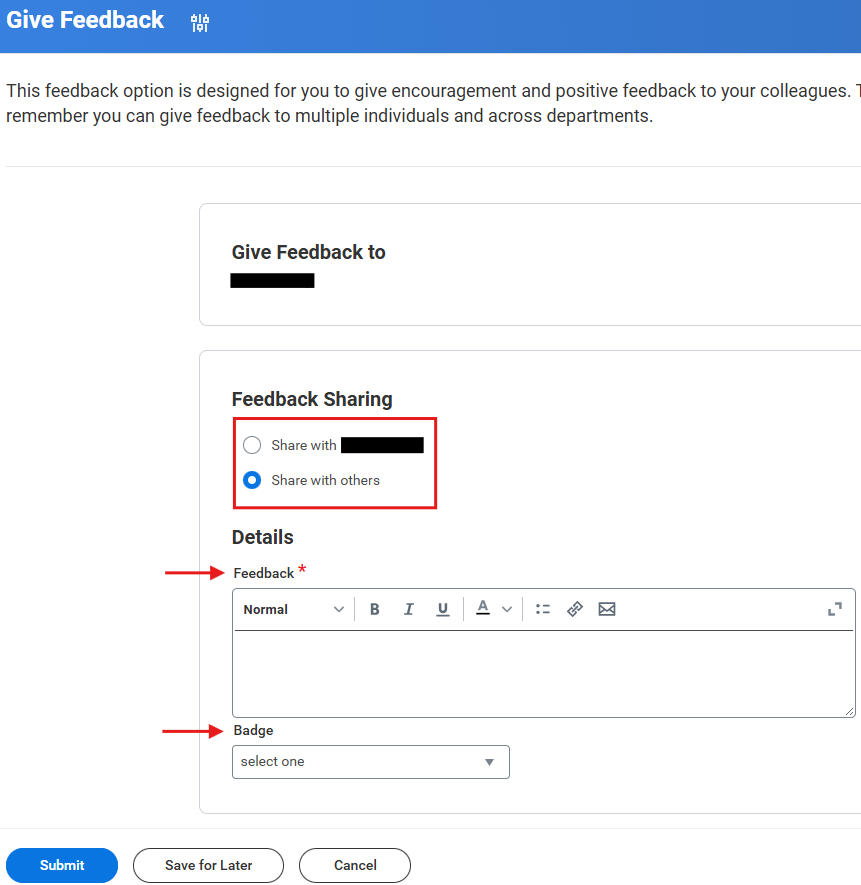 Give Feedback
This feedback option is designed for you to give encouragement and positive feedback to your colleagues.
remember you can give feedback to multiple individuals and across departments.
Give Feedback to
Feedback Sharing
Share with
Share with others
Details
Feedback *
Normal B I U A
Badge
select one
Submit Save for Later Cancel